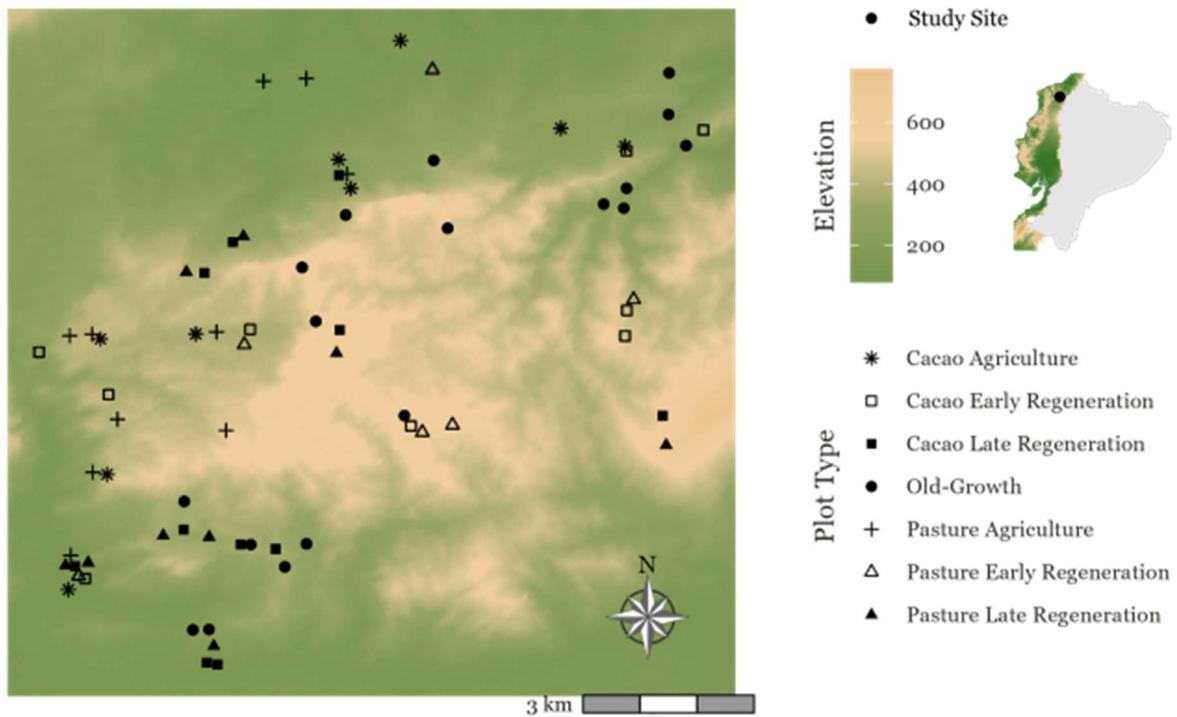 Study Site
Elevation
600
400
200
Plot Type
Cacao Agriculture
Cacao Early Regeneration
Cacao Late Regeneration
Old-Growth
Pasture Agriculture
Pasture Early Regeneration
Pasture Late Regeneration
N
3 km